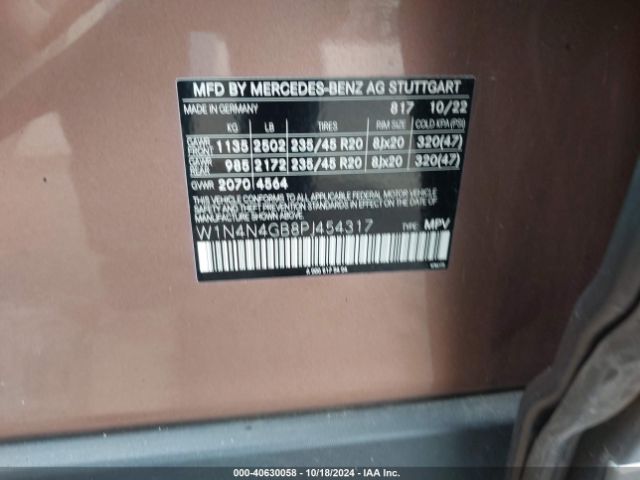 MFD BY MERCEDES-BENZ AG STUTTGART
MADE IN GERMANY 817 10/22
KG LB TIRES RIM SIZE COLD KPA (PSI)
GAWR FRONT 1135 2502 235/45 R20 8Jx20 320(47)
GAWR REAR 985 2172 235/45 R20 8Jx20 320(47)
GVWR 2070 4564
THIS VEHICLE CONFORMS TO ALL APPLICABLE FEDERAL MOTOR VEHICLE
SAFETY AND THEFT PREVENTION STANDARDS IN EFFECT ON THE DATE OF
MANUFACTURE SHOWN ABOVE.
W1N4N4GB8PJ454317 TYPE: MPV
000-40630058 - 10/18/2024 - IAA Inc.